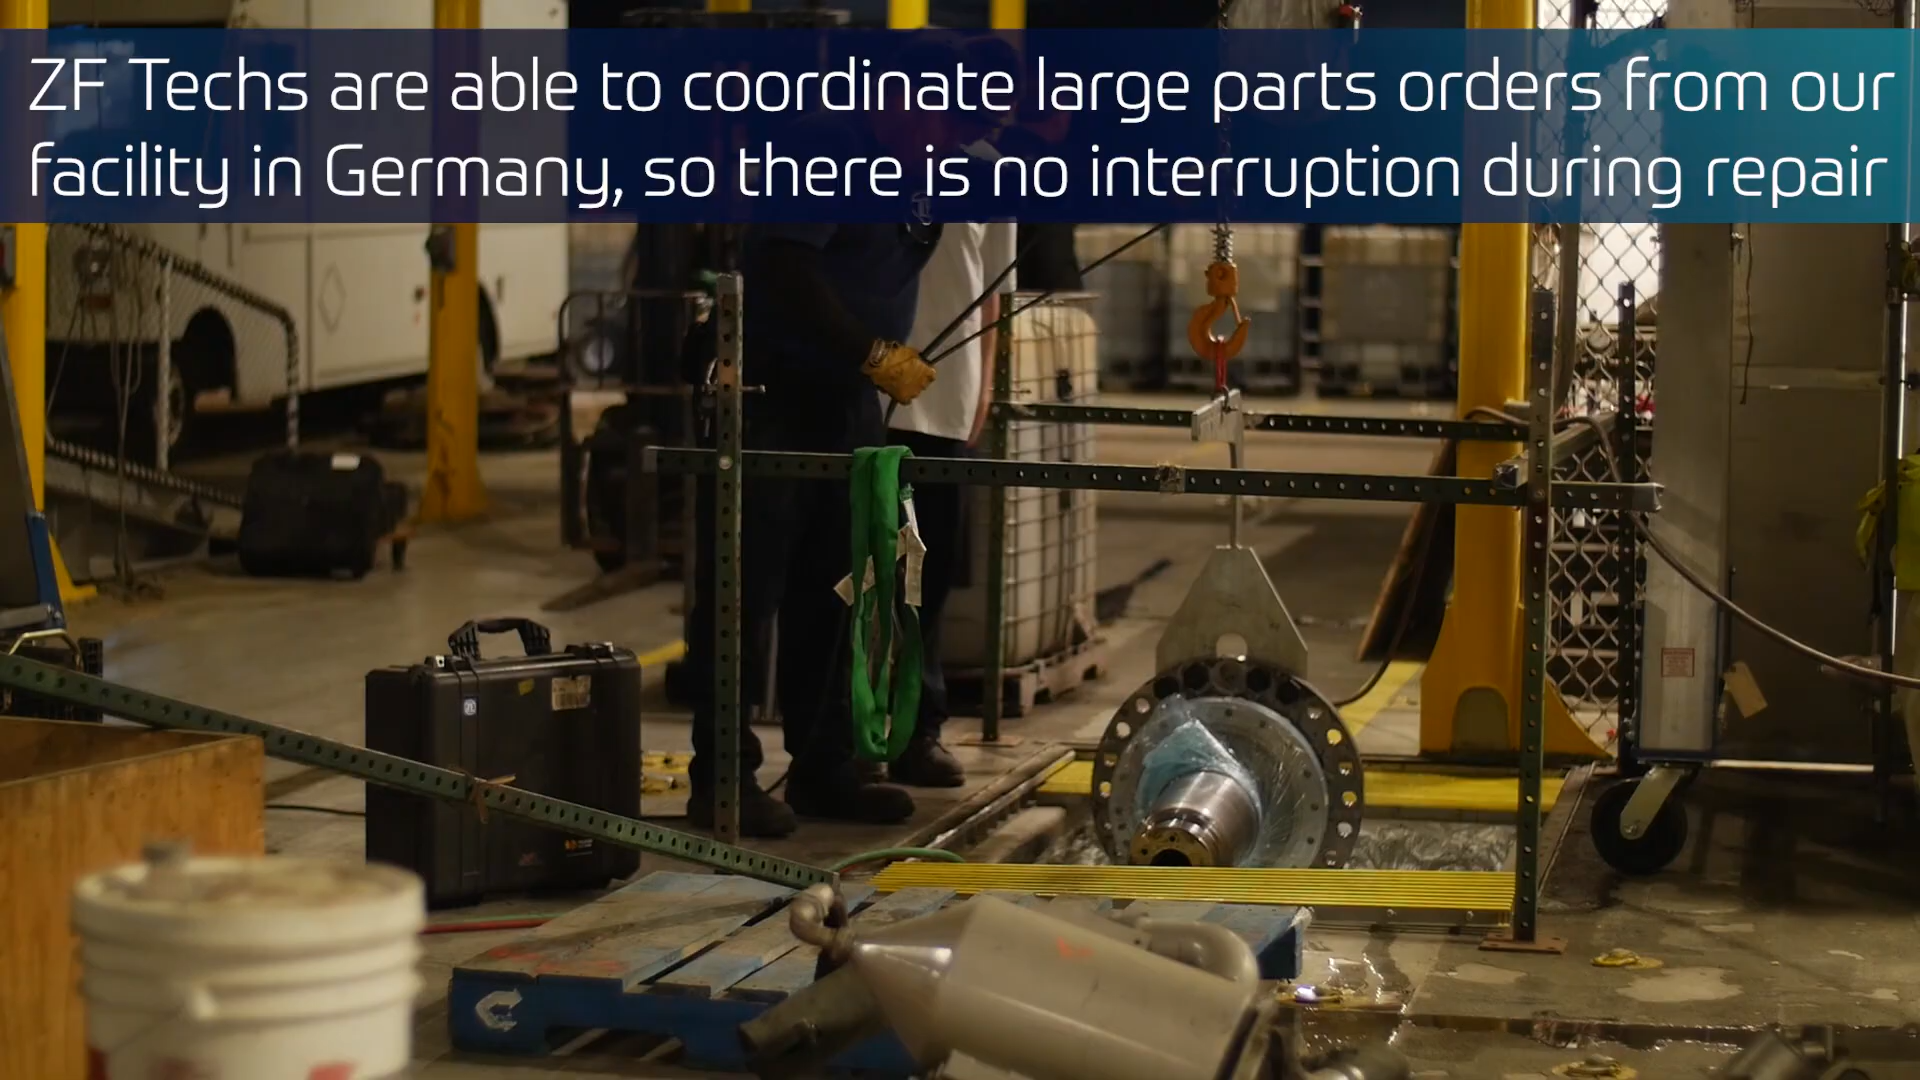 ZF Techs are able to coordinate large parts orders from our
facility in Germany, so there is no interruption during repair